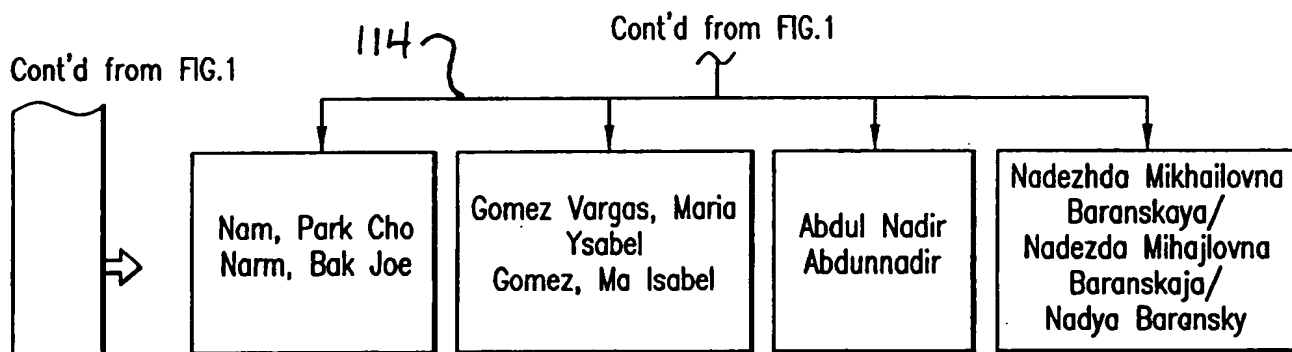 114
Cont'd from FIG.1
Cont'd from FIG.1
Nam, Park Cho
Narm, Bak Joe
Gomez Vargas, Maria
Ysabel
Gomez, Ma Isabel
Abdul Nadir
Abdunnadir
Nadezhda Mikhailovna
Baranskaya/
Nadezda Mihajlovna
Baranskaja/
Nadya Baransky